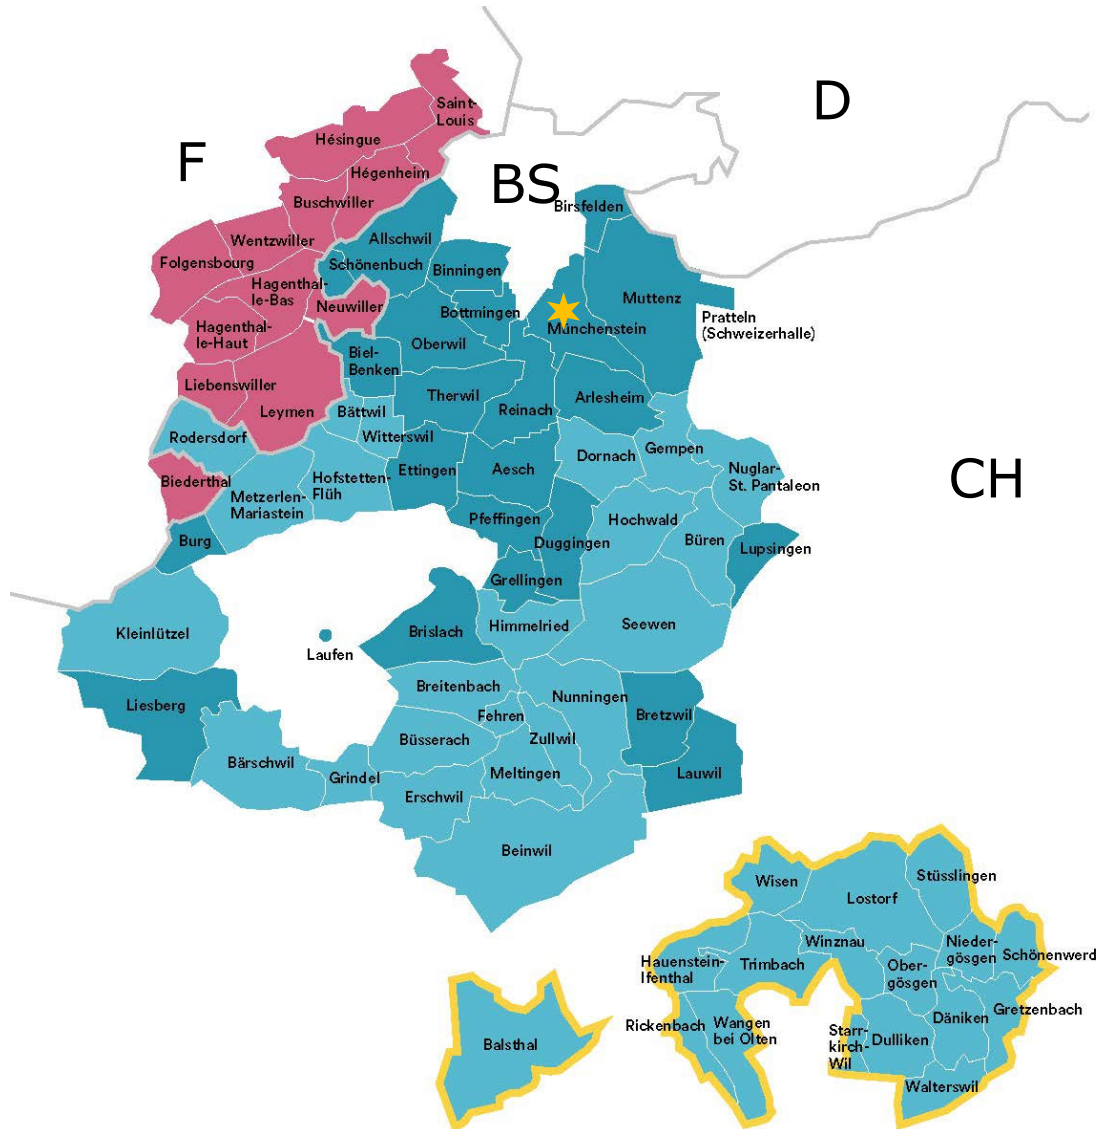 D
F
BS
CH
Saint-
Louis
Hésingue
Hégenheim
Buschwiller
Birsfelden
Wentzwiller
Allschwil
Folgensbourg
Schönenbuch
Binningen
Hagenthal-
le-Bas
Neuwiller
Muttenz
Bottmingen
Münchenstein
Pratteln
(Schweizerhalle)
Hagenthal-
le-Haut
Oberwil
Biel-
Benken
Liebenswiller
Therwil
Arlesheim
Leymen
Bättwil
Reinach
Rodersdorf
Witterswil
Gempen
Dornach
Ettingen
Aesch
Nuglar-
St. Pantaleon
Biederthal
Hofstetten-
Flüh
Metzerlen-
Mariastein
Pfeffingen
Hochwald
Burg
Duggingen
Büren
Lupsingen
Grellingen
Kleinlützel
Brislach
Himmelried
Seewen
Laufen
Breitenbach
Nunningen
Liesberg
Fehren
Bretzwil
Büsserach
Zullwil
Bärschwil
Grindel
Meltingen
Lauwil
Erschwil
Beinwil
Stüsslingen
Wisen
Lostorf
Winznau
Nieder-
gösgen
Schönenwerd
Hauenstein-
Ifenthal
Trimbach
Ober-
gösgen
Gretzenbach
Däniken
Rickenbach
Wangen
bei Olten
Starr-
kirch-
Wil
Dulliken
Balsthal
Walterswil